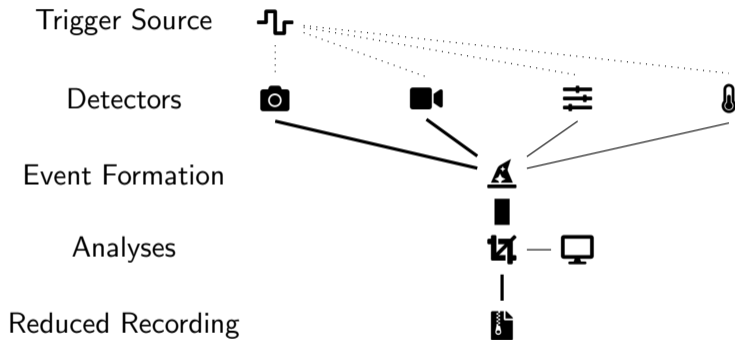 Trigger Source
Detectors
Event Formation
Analyses
Reduced Recording